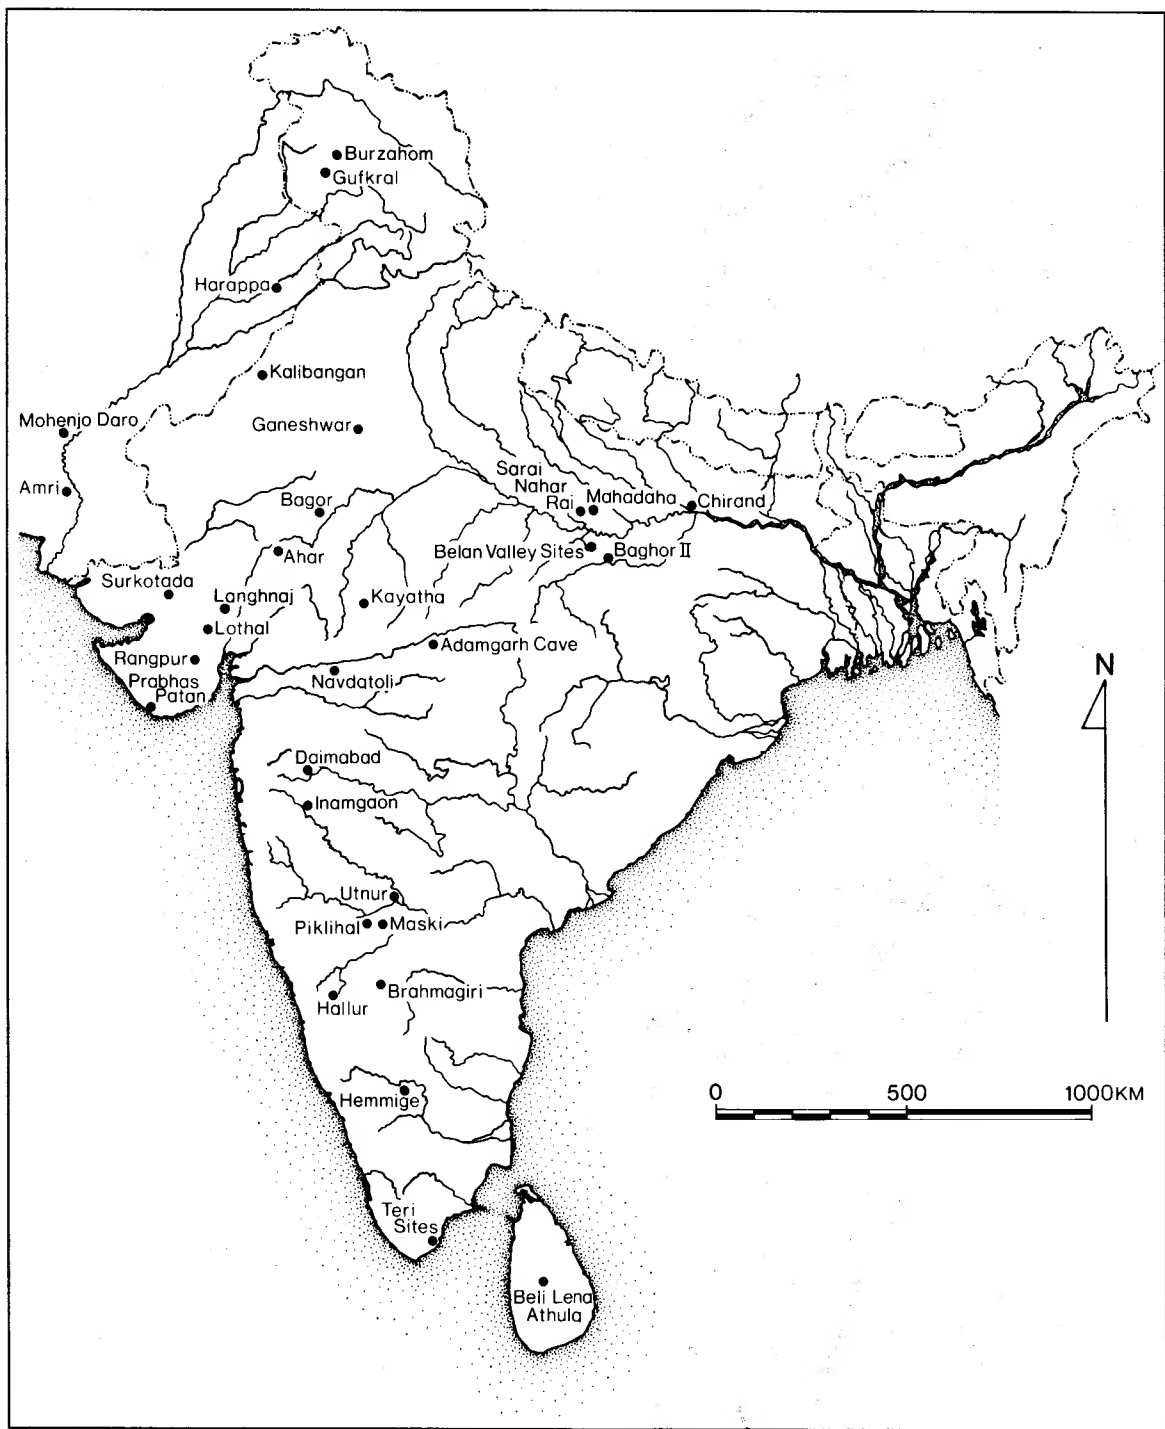 Burzahom
Gufkral
Harappa
Kalibangan
Mohenjo Daro
Ganeshwar
Amri
Sarai
Nahar
Rai
Mahadaha
Chirand
Bagor
Ahar
Belan Valley Sites
Baghor II
Surkotada
Langhnaj
Kayatha
Lothal
Adamgarh Cave
Rangpur
Navdatoli
Prabhas
Patan
N
Daimabad
Inamgaon
Utnur
Piklihal
Maski
Brahmagiri
Hallur
Hemmige
0 500 1000KM
Teri
Sites
Beli Lena
Athula